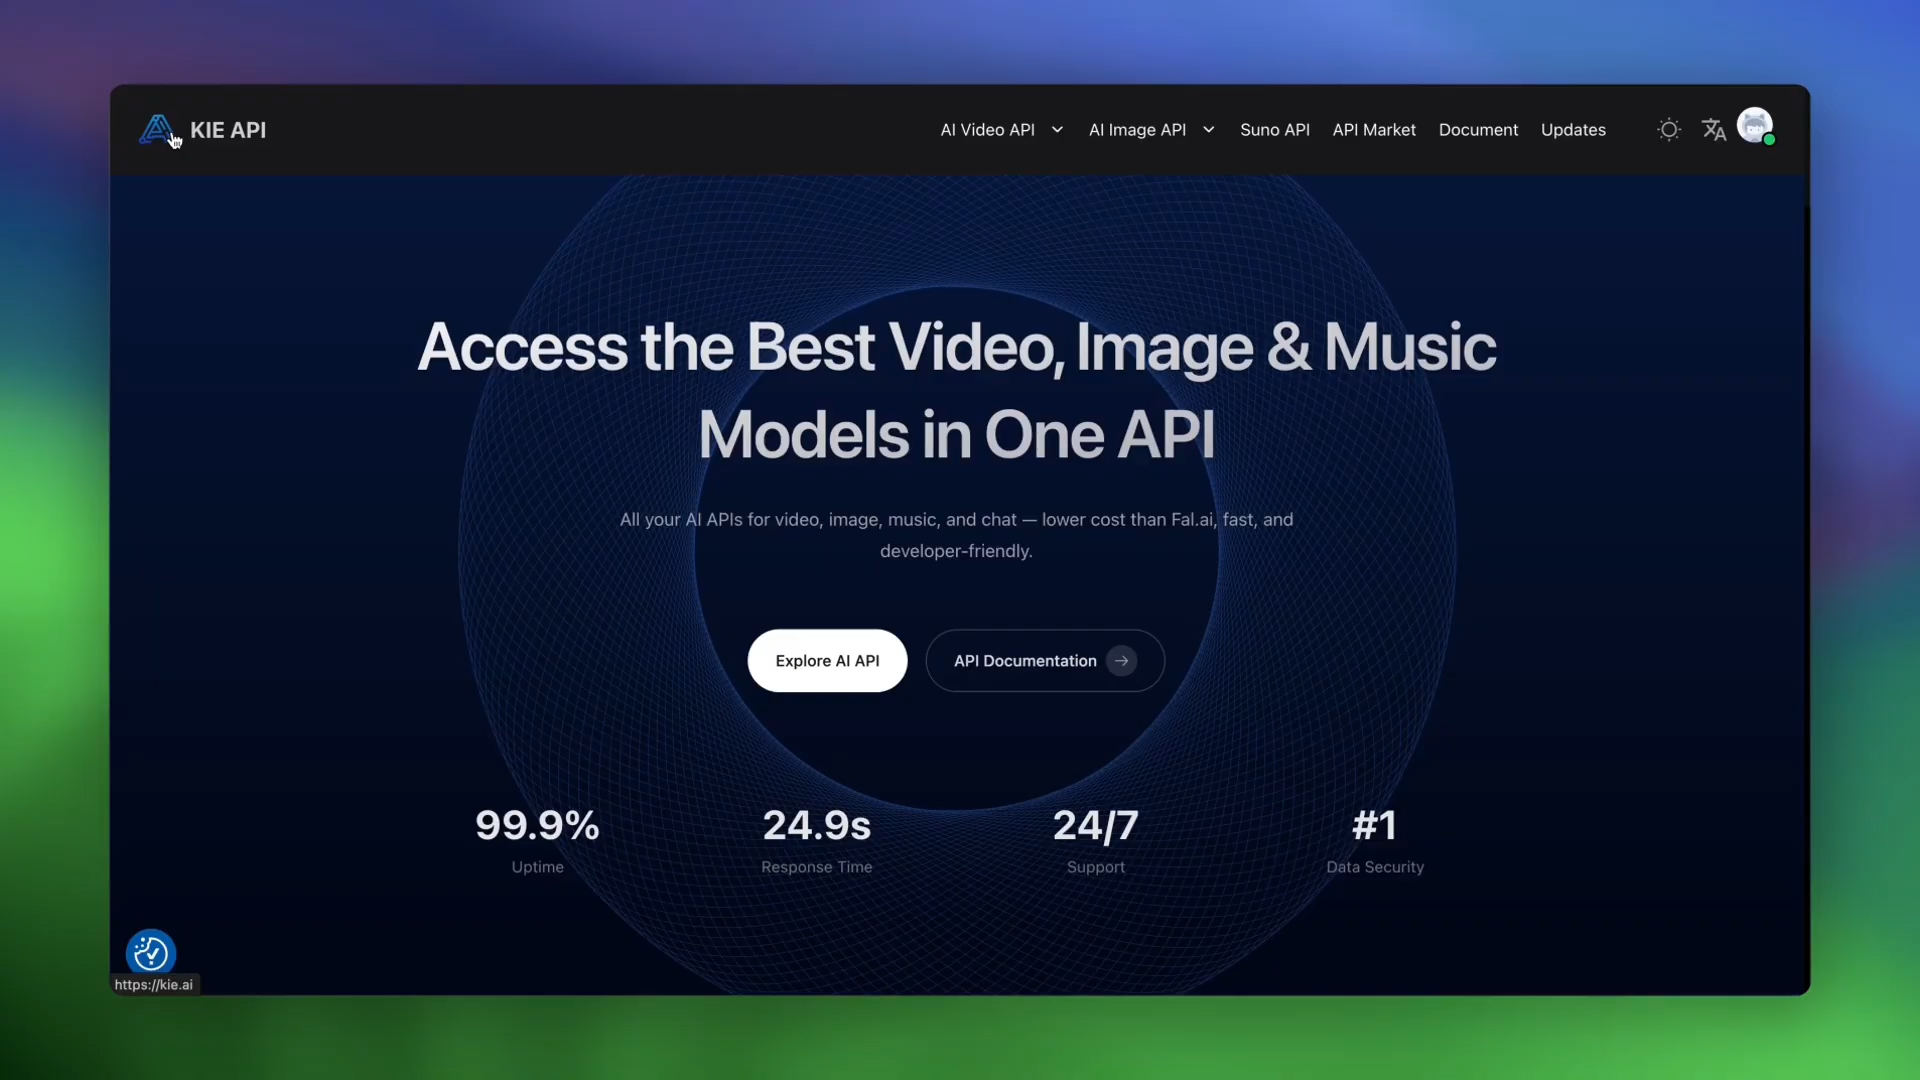 KIE API
AI Video API
AI Image API
Suno API
API Market
Document
Updates
Access the Best Video, Image & Music
Models in One API
All your AI APIs for video, image, music, and chat — lower cost than Fal.ai, fast, and
developer-friendly.
Explore AI API
API Documentation
99.9%
Uptime
24.9s
Response Time
24/7
Support
#1
Data Security
https://kie.ai